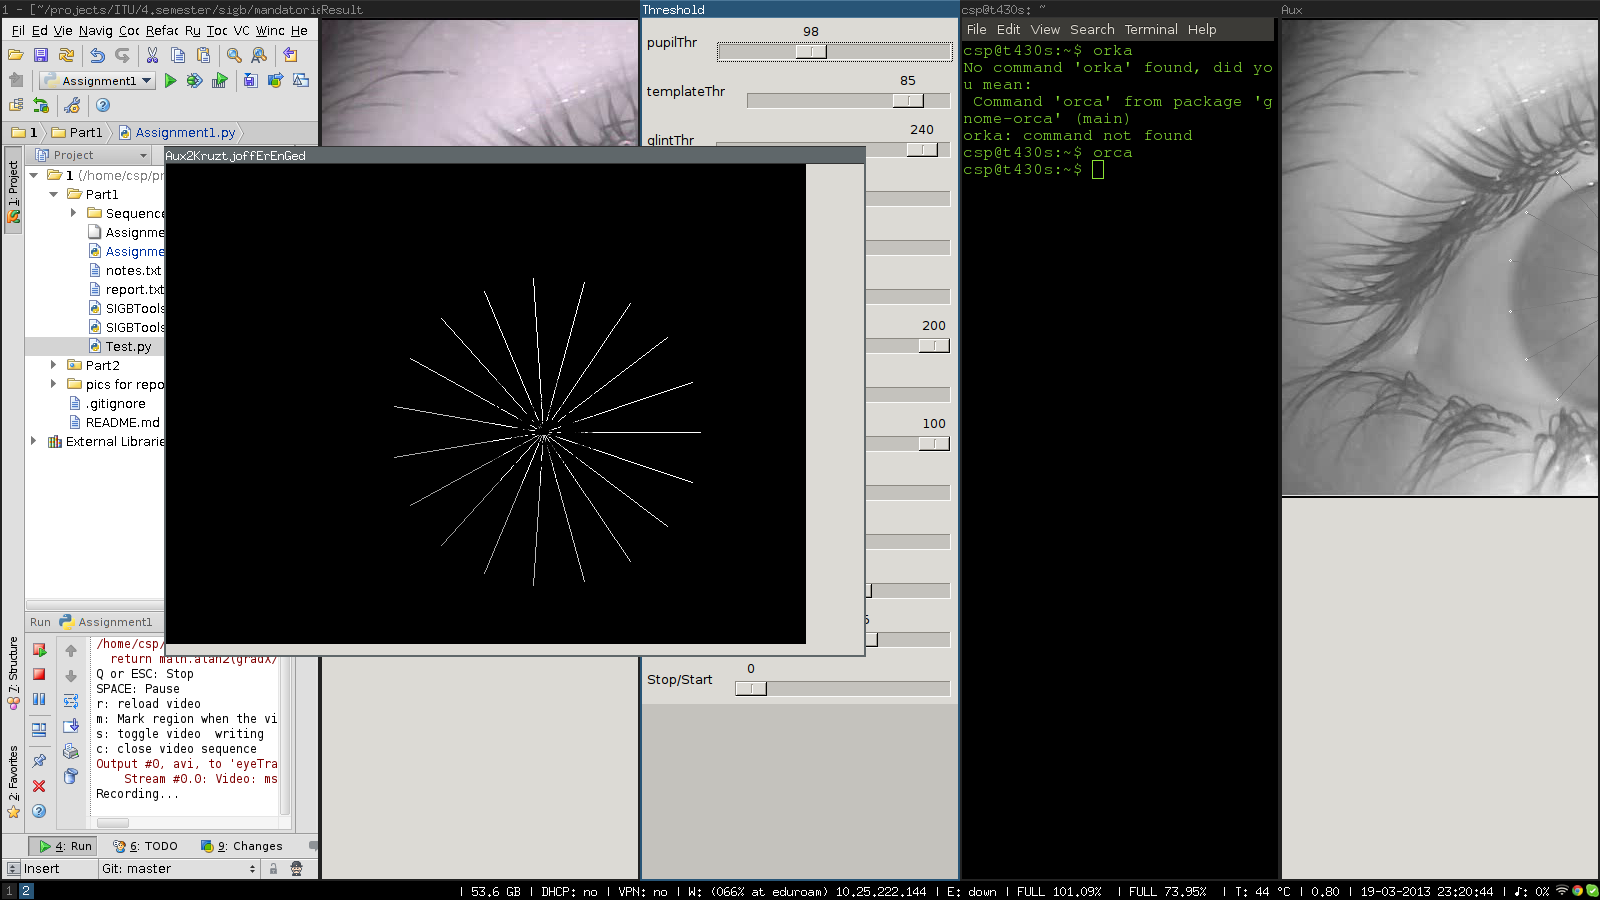 1 - [~/projects/ITU/4.semester/sigb/mandatorie
Result
Threshold
csp@t430s: ~
Aux
Fil Ed Vie Navig Coc Refac Ru Toc VC Winc He
Assignment1
1 Part1 Assignment1.py
Project
1: Project
1 (/home/csp/pr
Part1
Sequence
Assignme
Assignme
notes.txt
report.txt
SIGBTools
SIGBTools
Test.py
Part2
pics for repo
.gitignore
README.md
External Librarie
Aux2Kruzt.joffErEnGed
pupilThr 98
templateThr 85
glintThr 240
200
100
Stop/Start 0
File Edit View Search Terminal Help
csp@t430s:~$ orka
No command 'orka' found, did yo
u mean:
Command 'orca' from package 'g
nome-orca' (main)
orka: command not found
csp@t430s:~$ orca
csp@t430s:~$
Run Assignment1
7: Structure
2: Favorites
/home/csp/
return math.atan2(gradX/
Q or ESC: Stop
SPACE: Pause
r: reload video
m: Mark region when the vi
s: toggle video writing
c: close video sequence
Output #0, avi, to 'eyeTra
Stream #0.0: Video: ms
Recording...
4: Run 6: TODO 9: Changes
Insert Git: master
1 2
| 53.6 GB | DHCP: no | VPN: no | W: (066% at eduroam) 10.25.222.144 | E: down | FULL 101.09% | FULL 73.95% | T: 44 °C | 0.80 | 19-03-2013 23:20:44 | ♪: 0%